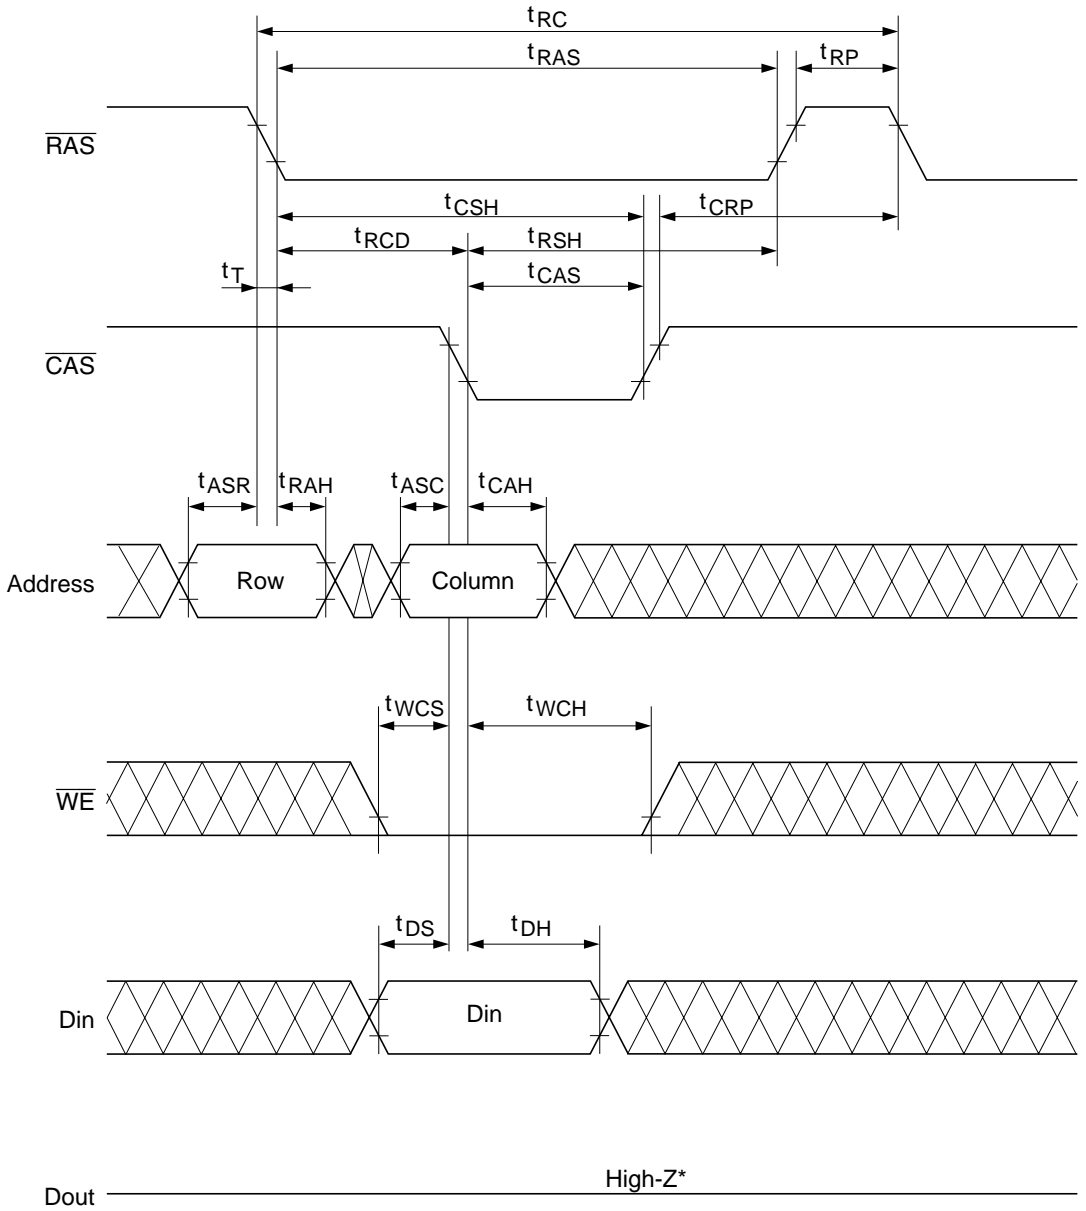 tRC
tRAS
tRP
RAS
tCSH
tCRP
tRCD
tRSH
tT
tCAS
CAS
tASR
tRAH
tASC
tCAH
Address
Row
Column
tWCS
tWCH
WE
tDS
tDH
Din
Din
High-Z*
Dout